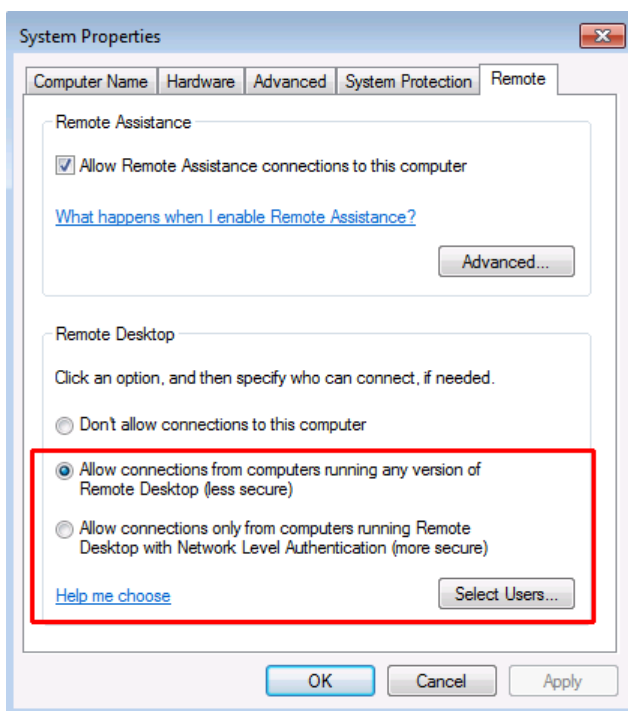 System Properties
Computer Name Hardware Advanced System Protection Remote
Remote Assistance
Allow Remote Assistance connections to this computer
What happens when I enable Remote Assistance?
Advanced...
Remote Desktop
Click an option, and then specify who can connect, if needed.
Don't allow connections to this computer
Allow connections from computers running any version of
Remote Desktop (less secure)
Allow connections only from computers running Remote
Desktop with Network Level Authentication (more secure)
Help me choose Select Users...
OK Cancel Apply